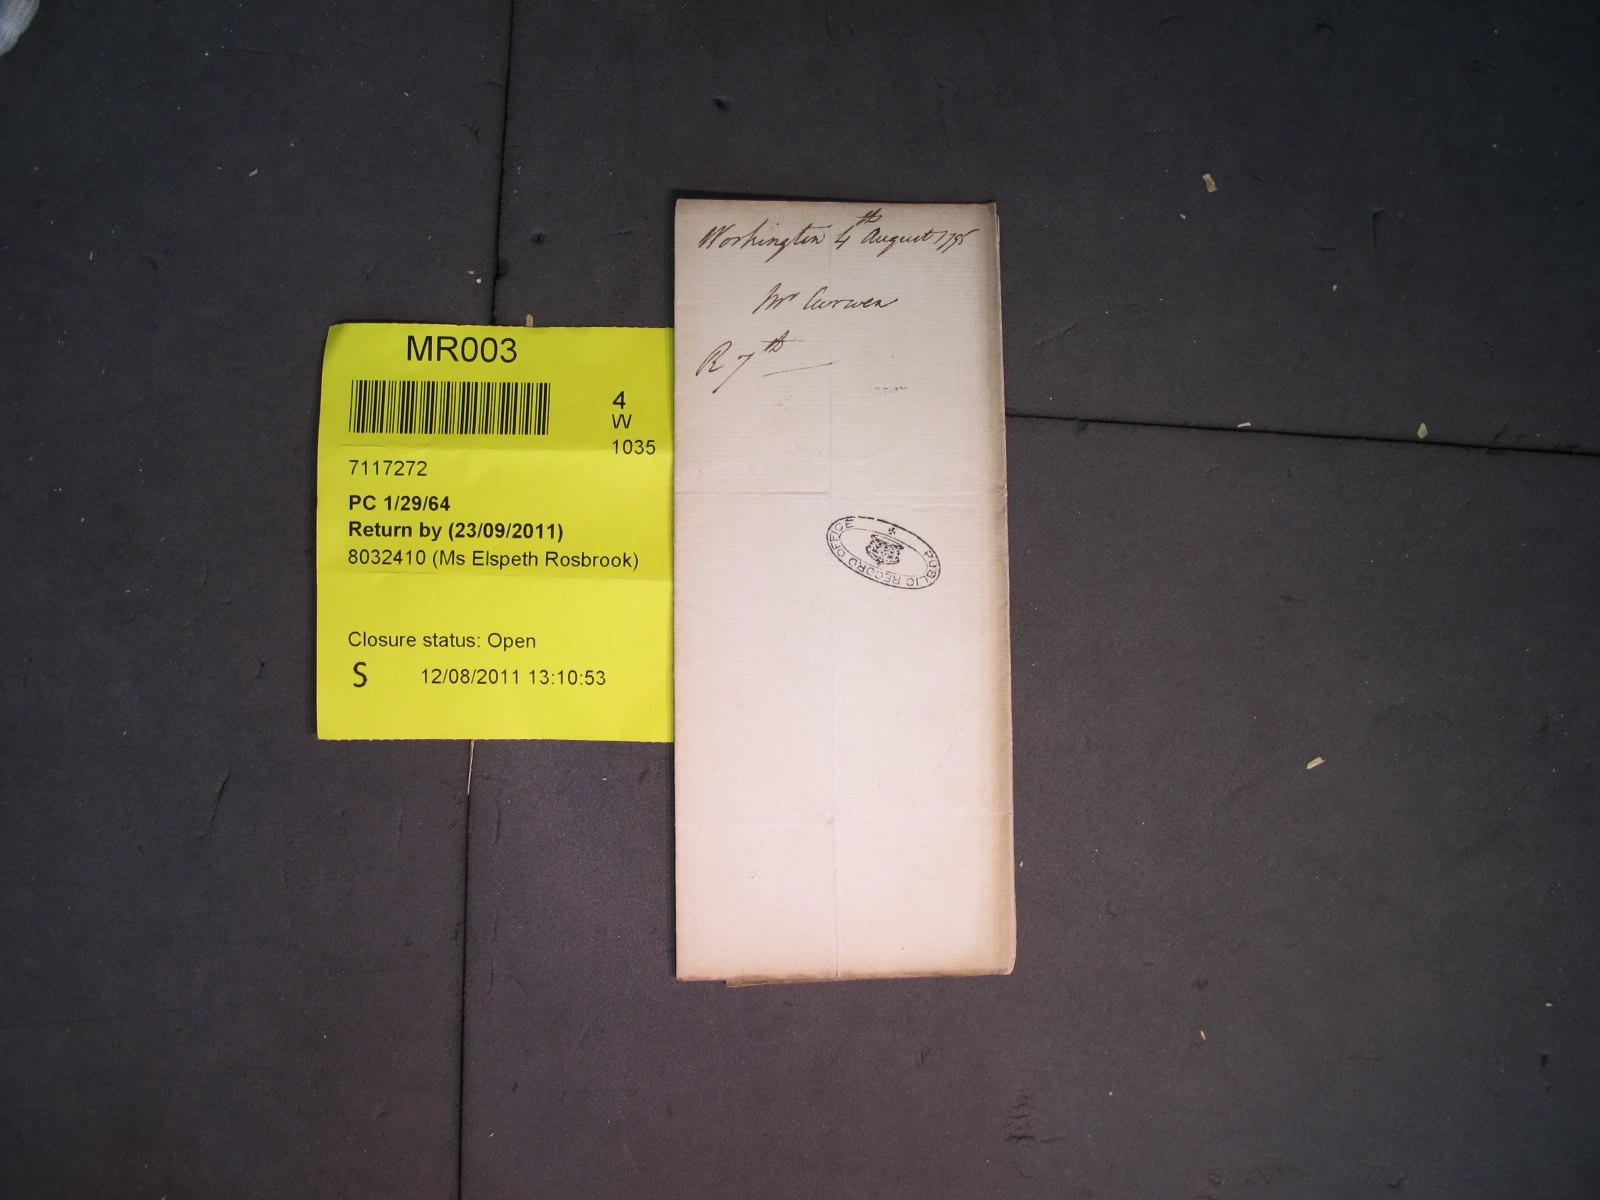 Workington 4th August 1795
Mr Curwen
R 7th
MR003
4
W
1035
7117272
PC 1/29/64
Return by (23/09/2011)
8032410 (Ms Elspeth Rosbrook)
Closure status: Open
S 12/08/2011 13:10:53
PUBLIC RECORD OFFICE